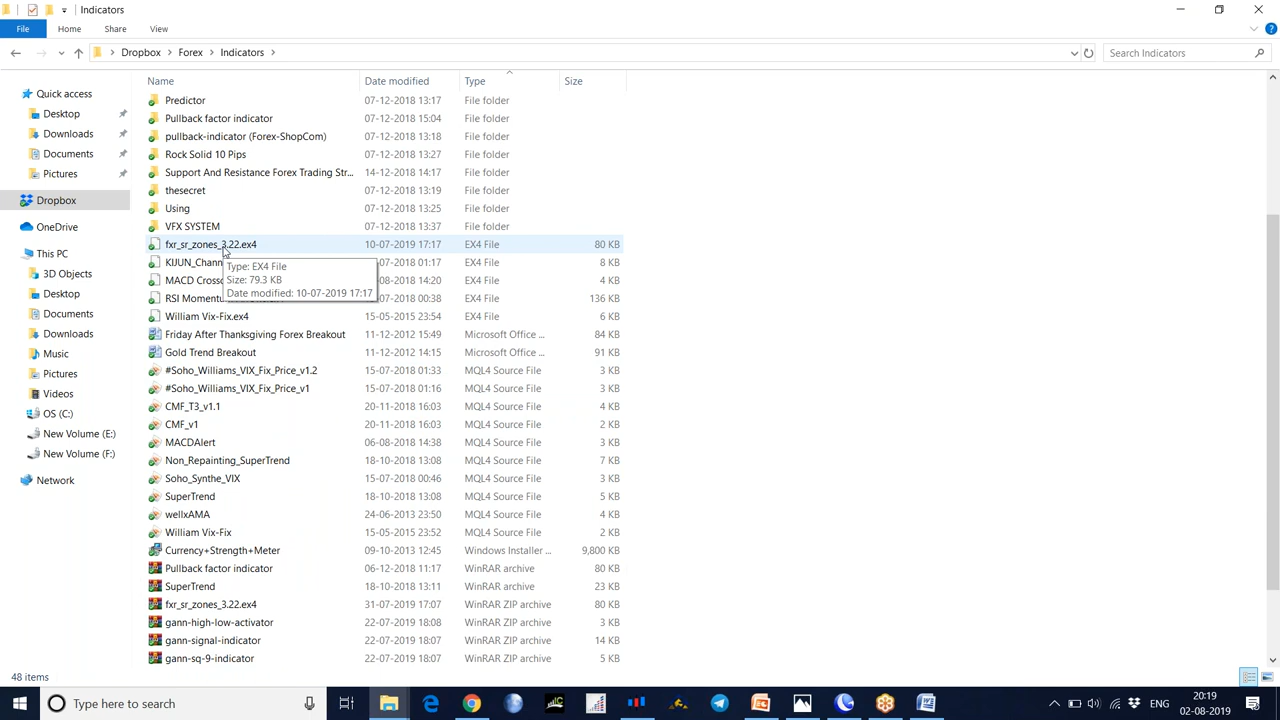 Indicators
File Home Share View
Dropbox Forex Indicators
Search Indicators
Name Date modified Type Size
Quick access
Desktop
Downloads
Documents
Pictures
Dropbox
OneDrive
This PC
3D Objects
Desktop
Documents
Downloads
Music
Pictures
Videos
OS (C:)
New Volume (E:)
New Volume (F:)
Network
Predictor 07-12-2018 13:17 File folder
Pullback factor indicator 07-12-2018 15:04 File folder
pullback-indicator (Forex-ShopCom) 07-12-2018 13:18 File folder
Rock Solid 10 Pips 07-12-2018 13:27 File folder
Support And Resistance Forex Trading Str... 14-12-2018 14:17 File folder
thesecret 07-12-2018 13:19 File folder
Using 07-12-2018 13:25 File folder
VFX SYSTEM 07-12-2018 13:37 File folder
fxr_sr_zones_3.22.ex4 10-07-2019 17:17 EX4 File 80 KB
KIJUN_Chann -07-2018 01:17 EX4 File 8 KB
MACD Cross -08-2018 14:20 EX4 File 4 KB
RSI Moment -07-2018 00:38 EX4 File 136 KB
Type: EX4 File
Size: 79.3 KB
Date modified: 10-07-2019 17:17
William Vix-Fix.ex4 15-05-2015 23:54 EX4 File 6 KB
Friday After Thanksgiving Forex Breakout 11-12-2012 15:49 Microsoft Office ... 84 KB
Gold Trend Breakout 11-12-2012 14:15 Microsoft Office ... 91 KB
#Soho_Williams_VIX_Fix_Price_v1.2 15-07-2018 01:33 MQL4 Source File 3 KB
#Soho_Williams_VIX_Fix_Price_v1 15-07-2018 01:16 MQL4 Source File 3 KB
CMF_T3_v1.1 20-11-2018 16:03 MQL4 Source File 4 KB
CMF_v1 20-11-2018 16:03 MQL4 Source File 2 KB
MACDAlert 06-08-2018 14:38 MQL4 Source File 3 KB
Non_Repainting_SuperTrend 18-10-2018 13:08 MQL4 Source File 7 KB
Soho_Synthe_VIX 15-07-2018 00:46 MQL4 Source File 3 KB
SuperTrend 18-10-2018 13:08 MQL4 Source File 5 KB
wellxAMA 24-06-2013 23:50 MQL4 Source File 4 KB
William Vix-Fix 15-05-2015 23:52 MQL4 Source File 2 KB
Currency+Strength+Meter 09-10-2013 12:45 Windows Installer ... 9,800 KB
Pullback factor indicator 06-12-2018 11:17 WinRAR archive 80 KB
SuperTrend 18-10-2018 13:11 WinRAR archive 23 KB
fxr_sr_zones_3.22.ex4 31-07-2019 17:07 WinRAR ZIP archive 80 KB
gann-high-low-activator 22-07-2019 18:08 WinRAR ZIP archive 3 KB
gann-signal-indicator 22-07-2019 18:07 WinRAR ZIP archive 14 KB
gann-sq-9-indicator 22-07-2019 18:07 WinRAR ZIP archive 5 KB
48 items
Type here to search
ENG
20:19
02-08-2019